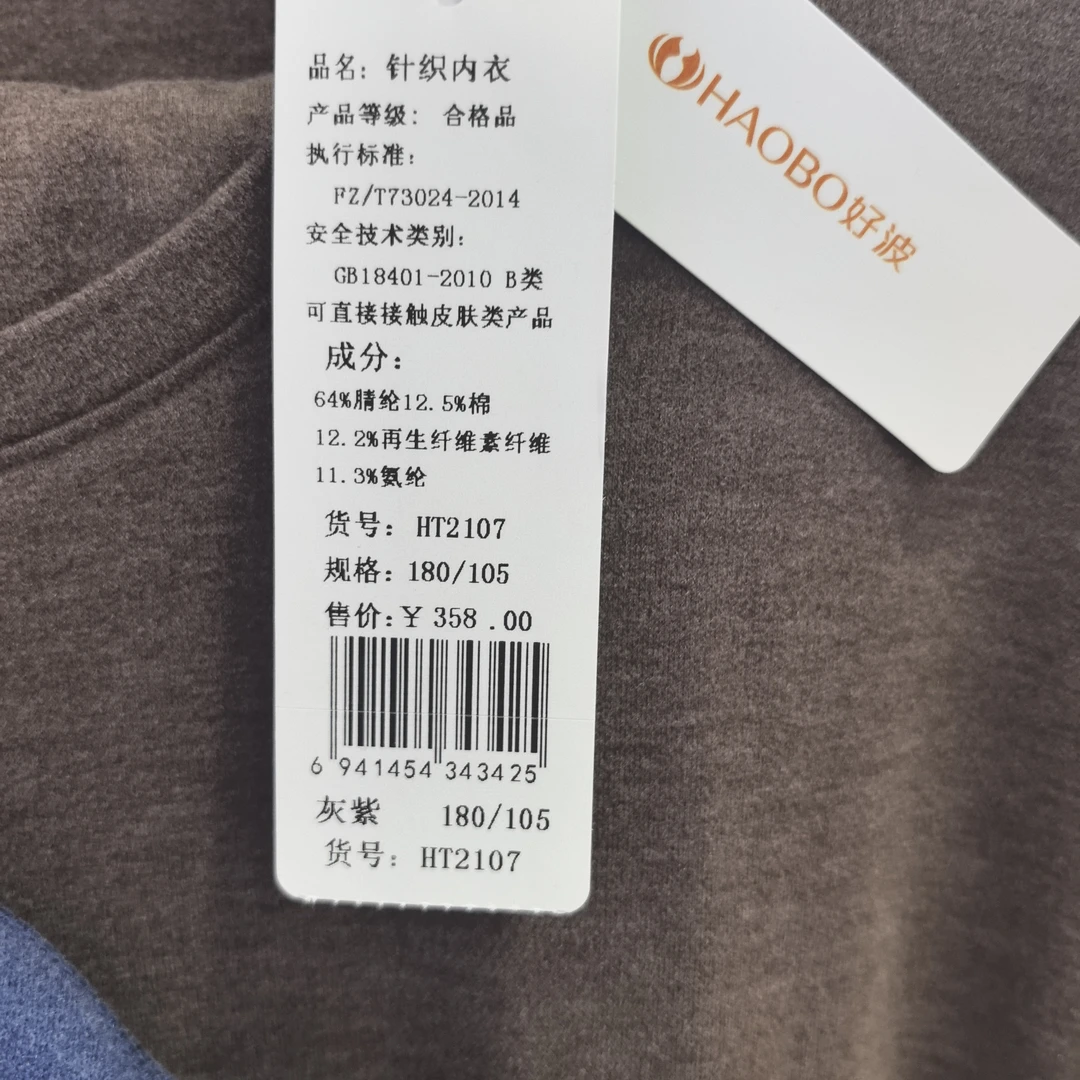 品名: 针织内衣
产品等级: 合格品
执行标准:
FZ/T73024-2014
安全技术类别:
GB18401-2010 B类
可直接接触皮肤类产品
成分:
64%腈纶12.5%棉
12.2%再生纤维素纤维
11.3%氨纶
货号: HT2107
规格: 180/105
售价:¥ 358 .00
6 941454 343425
灰紫 180/105
货号: HT2107
HAOBO好波